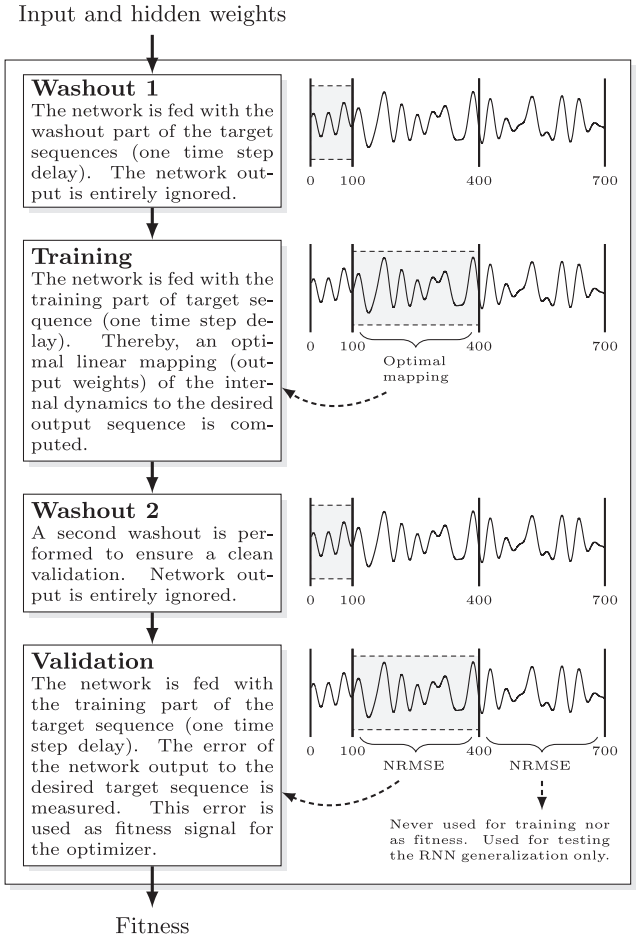 Input and hidden weights
Washout 1
The network is fed with the
washout part of the target
sequences (one time step
delay). The network out-
put is entirely ignored.
0 100 400 700
Training
The network is fed with the
training part of target se-
quence (one time step de-
lay). Thereby, an opti-
mal linear mapping (out-
put weights) of the inter-
nal dynamics to the desired
output sequence is com-
puted.
0 100 400 700
Optimal
mapping
Washout 2
A second washout is per-
formed to ensure a clean
validation. Network out-
put is entirely ignored.
0 100 400 700
Validation
The network is fed with
the training part of the
target sequence (one time
step delay). The error of
the network output to the
desired target sequence is
measured. This error is
used as fitness signal for
the optimizer.
0 100 400 700
NRMSE NRMSE
Never used for training nor
as fitness. Used for testing
the RNN generalization only.
Fitness